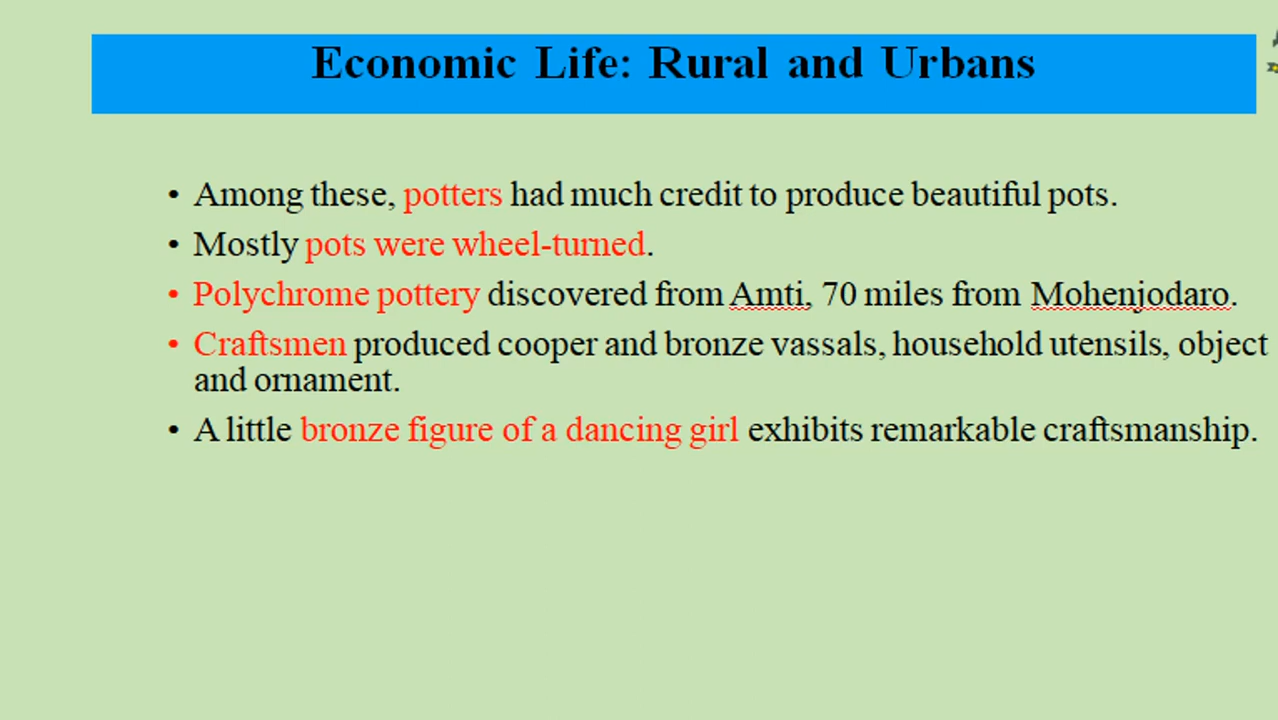 Economic Life: Rural and Urbans
• Among these, potters had much credit to produce beautiful pots.
• Mostly pots were wheel-turned.
• Polychrome pottery discovered from Amti, 70 miles from Mohenjodaro.
• Craftsmen produced cooper and bronze vassals, household utensils, object
and ornament.
• A little bronze figure of a dancing girl exhibits remarkable craftsmanship.